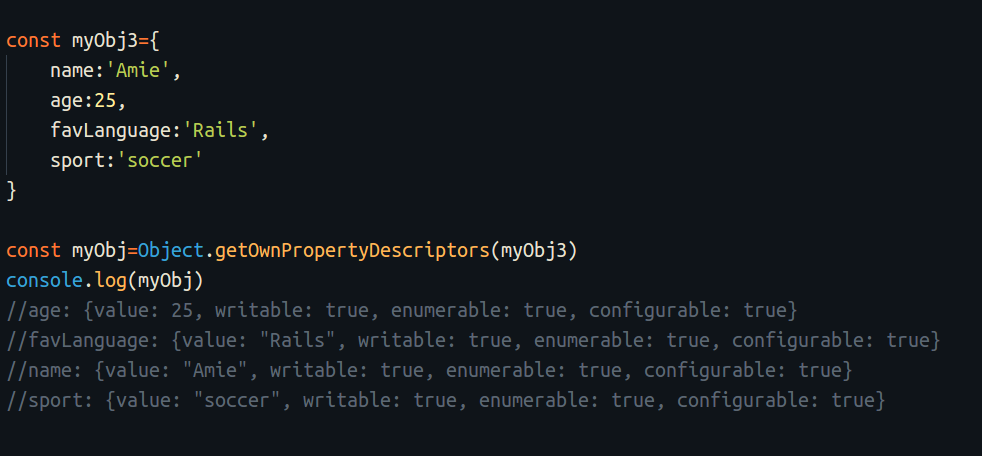 const myObj3={
    name:'Amie',
    age:25,
    favLanguage:'Rails',
    sport:'soccer'
}
const myObj=Object.getOwnPropertyDescriptors(myObj3)
console.log(myObj)
//age: {value: 25, writable: true, enumerable: true, configurable: true}
//favLanguage: {value: "Rails", writable: true, enumerable: true, configurable: true}
//name: {value: "Amie", writable: true, enumerable: true, configurable: true}
//sport: {value: "soccer", writable: true, enumerable: true, configurable: true}